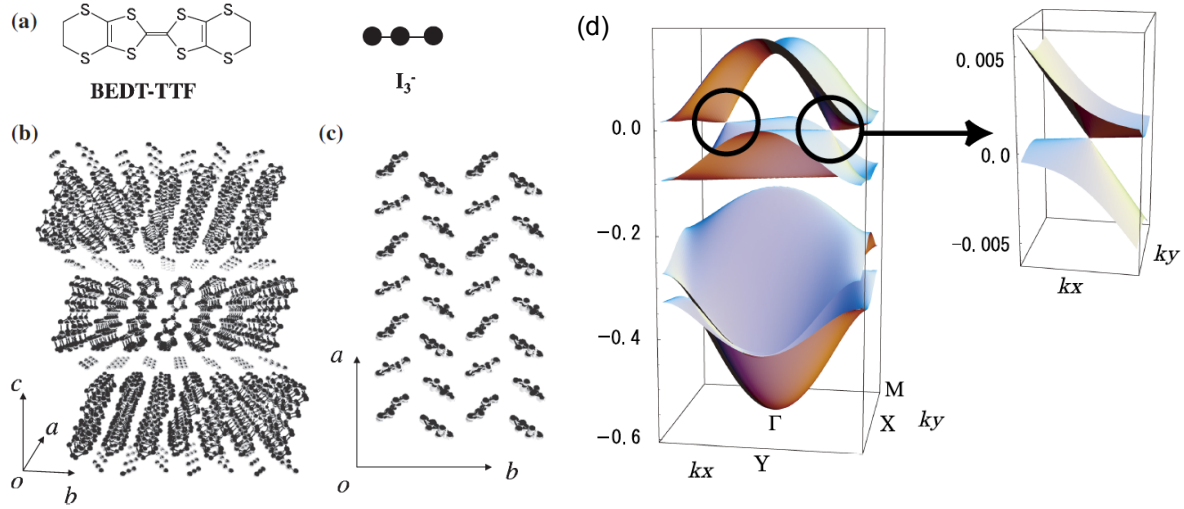 (a)
S S S S
S S S S
BEDT-TTF
I₃⁻
(b)
c
a
o
b
(c)
a
o
b
(d)
0.0
−0.2
−0.4
−0.6
Γ
M
X
ky
kx
Y
0.005
0.0
−0.005
ky
kx